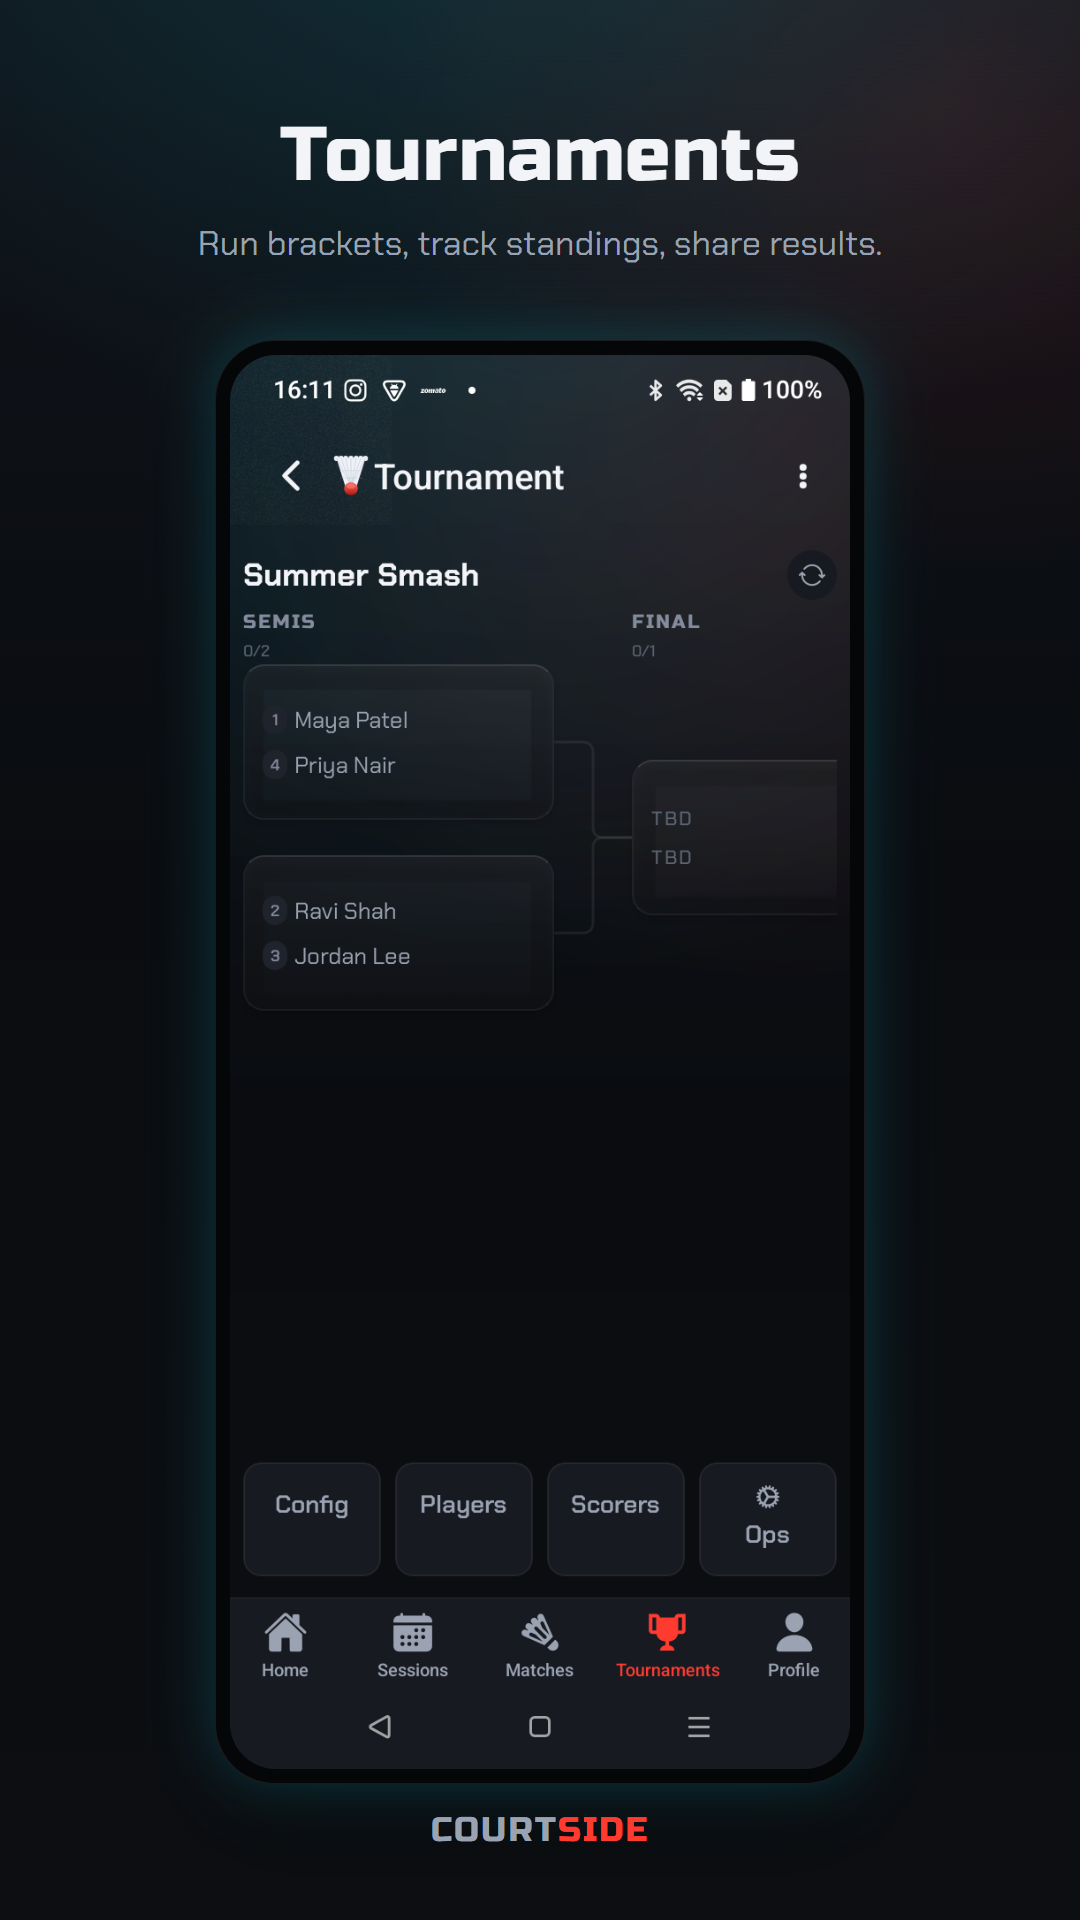 Tournaments
Run brackets, track standings, share results.
16:11 zomato 100%
Tournament
Summer Smash
SEMIS FINAL
0/2 0/1
1 Maya Patel
4 Priya Nair
TBD
TBD
2 Ravi Shah
3 Jordan Lee
Config Players Scorers Ops
Home Sessions Matches Tournaments Profile
COURTSIDE